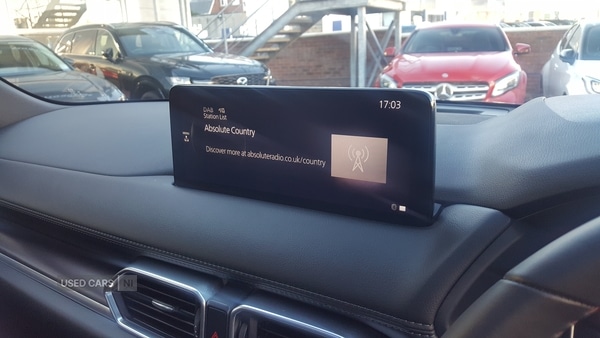 DAB
17:03
Station List
Absolute Country
Discover more at absoluteradio.co.uk/country
USED CARS NI